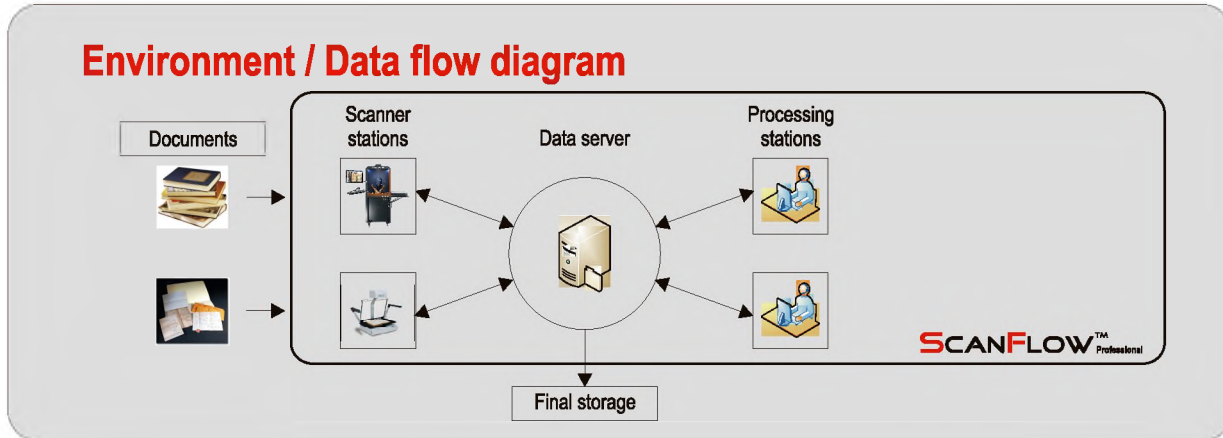 Environment / Data flow diagram
Documents
Scanner
stations
Data server
Processing
stations
SCANFLOW™
Professional
Final storage